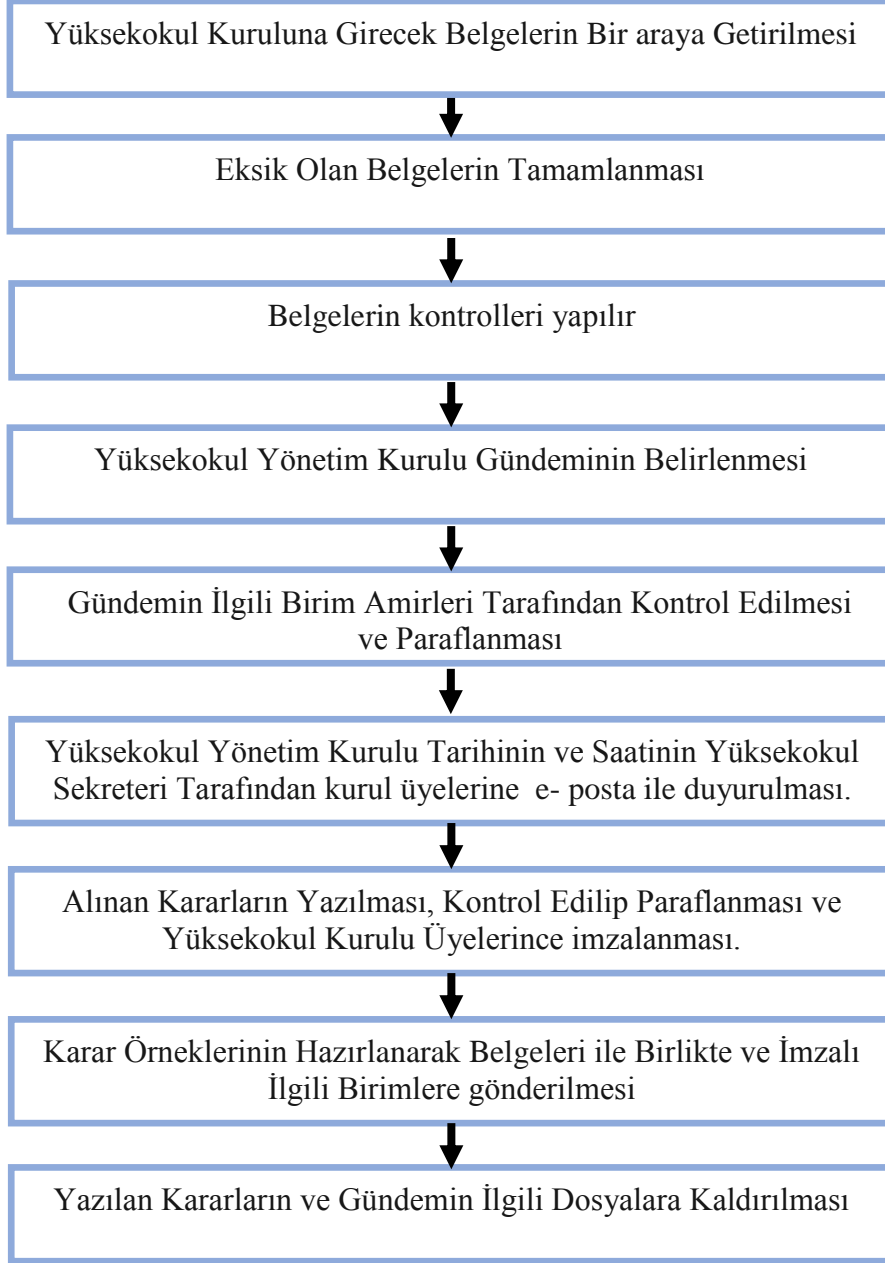 Yüksekokul Kuruluna Girecek Belgelerin Bir araya Getirilmesi
Eksik Olan Belgelerin Tamamlanması
Belgelerin kontrolleri yapılır
Yüksekokul Yönetim Kurulu Gündeminin Belirlenmesi
Gündemin İlgili Birim Amirleri Tarafından Kontrol Edilmesi
ve Paraflanması
Yüksekokul Yönetim Kurulu Tarihinin ve Saatinin Yüksekokul
Sekreteri Tarafından kurul üyelerine e- posta ile duyurulması.
Alınan Kararların Yazılması, Kontrol Edilip Paraflanması ve
Yüksekokul Kurulu Üyelerince imzalanması.
Karar Örneklerinin Hazırlanarak Belgeleri ile Birlikte ve İmzalı
İlgili Birimlere gönderilmesi
Yazılan Kararların ve Gündemin İlgili Dosyalara Kaldırılması